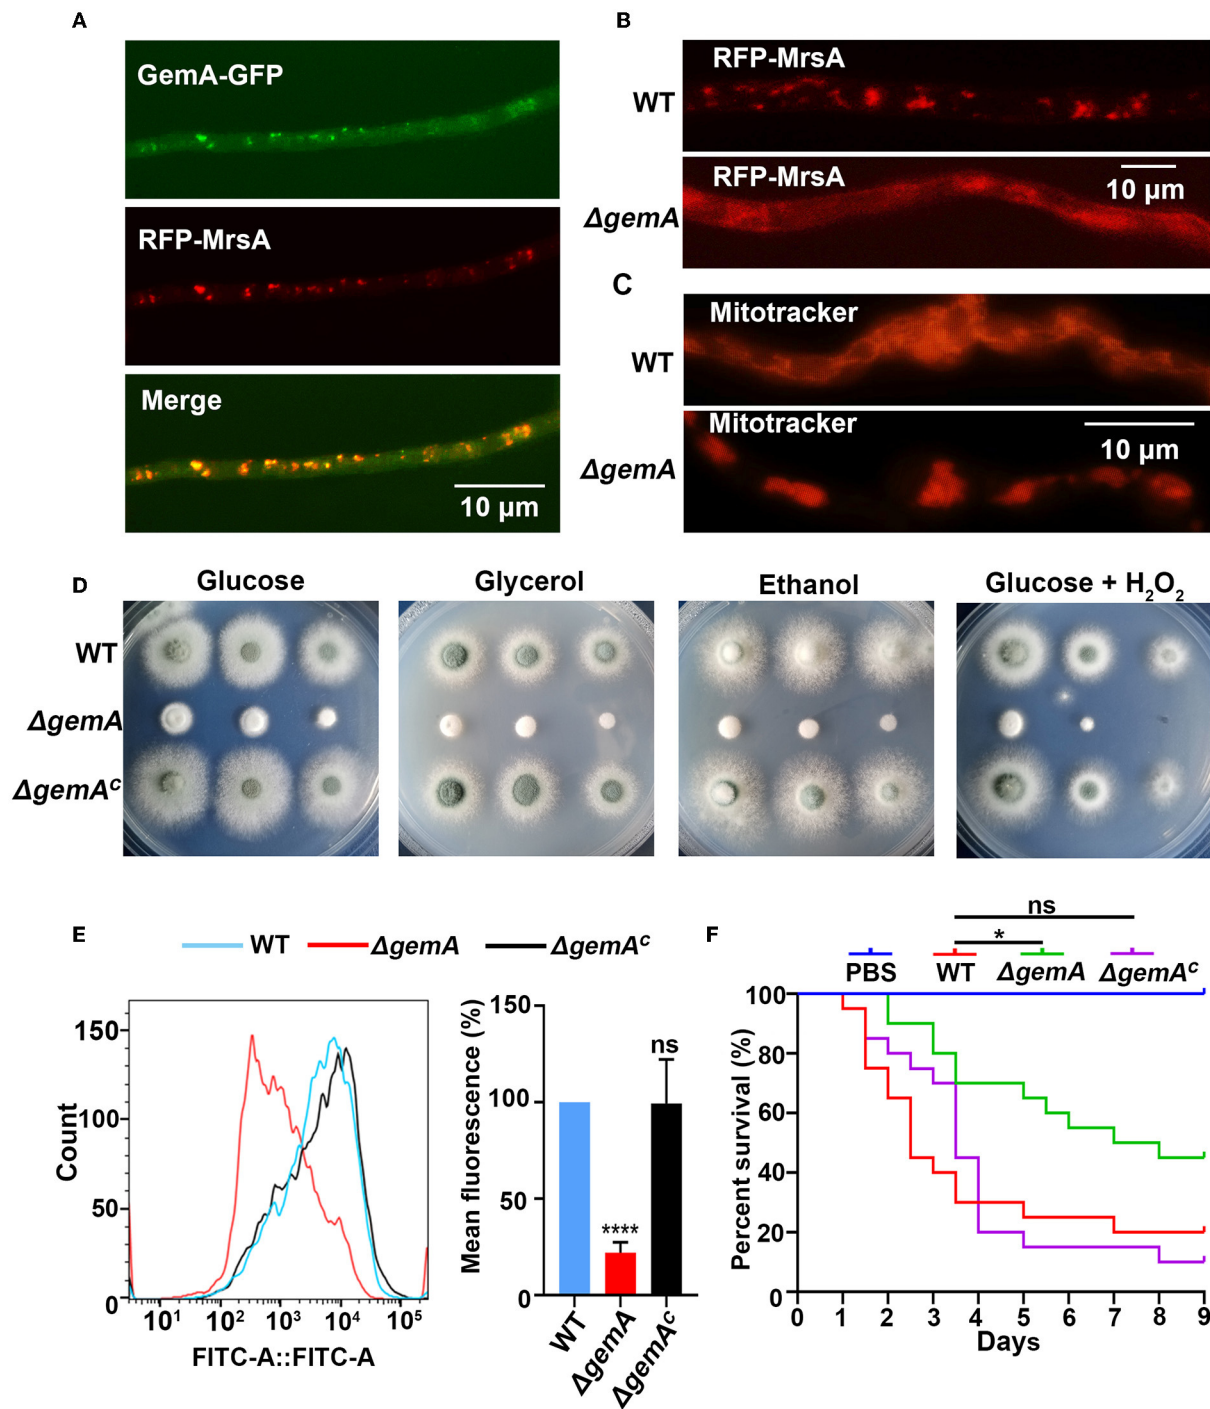 A
GemA-GFP
RFP-MrsA
Merge
10 µm
B
WT
RFP-MrsA
ΔgemA
RFP-MrsA
10 µm
C
WT
Mitotracker
ΔgemA
Mitotracker
10 µm
D
Glucose
Glycerol
Ethanol
Glucose + H₂O₂
WT
ΔgemA
ΔgemAᶜ
E
WT
ΔgemA
ΔgemAᶜ
Count
150
100
50
0
10¹
10²
10³
10⁴
10⁵
FITC-A::FITC-A
Mean fluorescence (%)
150
100
50
0
****
ns
WT
ΔgemA
ΔgemAᶜ
F
ns
*
PBS
WT
ΔgemA
ΔgemAᶜ
Percent survival (%)
100
80
60
40
20
0
0 1 2 3 4 5 6 7 8 9
Days